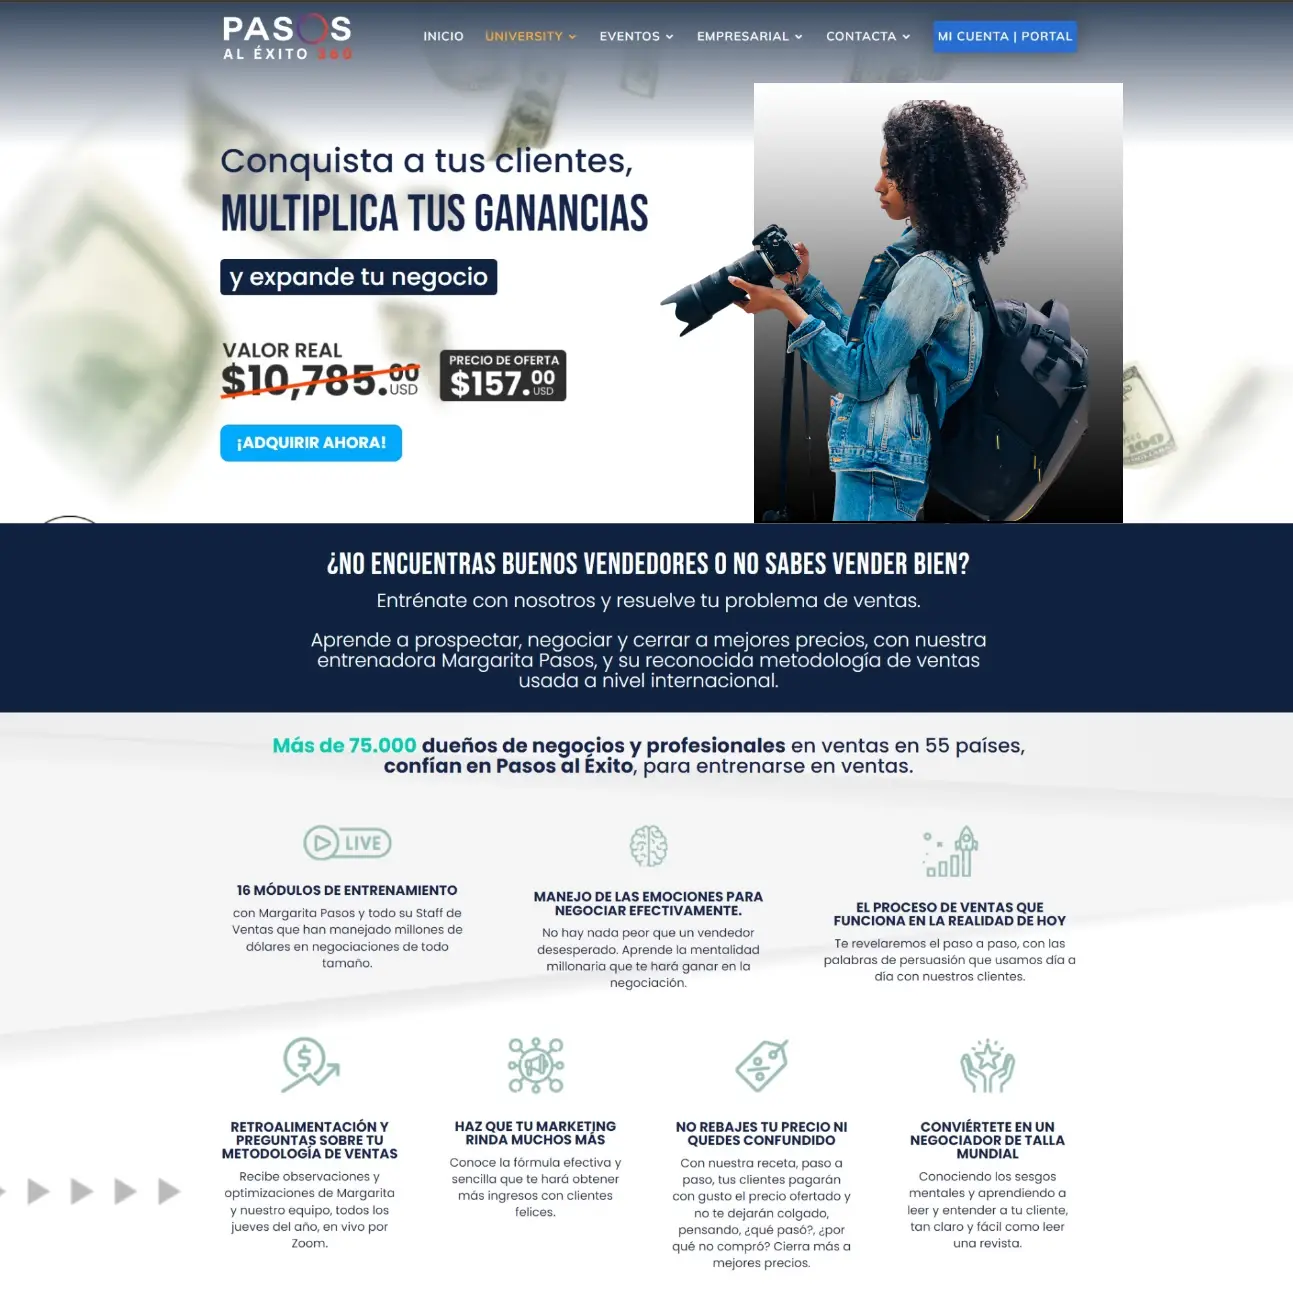 PASOS
AL ÉXITO 360
INICIO
UNIVERSITY
EVENTOS
EMPRESARIAL
CONTACTA
MI CUENTA | PORTAL
Conquista a tus clientes,
MULTIPLICA TUS GANANCIAS
y expande tu negocio
VALOR REAL
$10,785.00 USD
PRECIO DE OFERTA
$157.00 USD
¡ADQUIRIR AHORA!
100
¿NO ENCUENTRAS BUENOS VENDEDORES O NO SABES VENDER BIEN?
Entrénate con nosotros y resuelve tu problema de ventas.
Aprende a prospectar, negociar y cerrar a mejores precios, con nuestra
entrenadora Margarita Pasos, y su reconocida metodología de ventas
usada a nivel internacional.
Más de 75.000 dueños de negocios y profesionales en ventas en 55 países,
confían en Pasos al Éxito, para entrenarse en ventas.
LIVE
16 MÓDULOS DE ENTRENAMIENTO
con Margarita Pasos y todo su Staff de
Ventas que han manejado millones de
dólares en negociaciones de todo
tamaño.
MANEJO DE LAS EMOCIONES PARA
NEGOCIAR EFECTIVAMENTE.
No hay nada peor que un vendedor
desesperado. Aprende la mentalidad
millonaria que te hará ganar en la
negociación.
EL PROCESO DE VENTAS QUE
FUNCIONA EN LA REALIDAD DE HOY
Te revelaremos el paso a paso, con las
palabras de persuasión que usamos día a
día con nuestros clientes.
RETROALIMENTACIÓN Y
PREGUNTAS SOBRE TU
METODOLOGÍA DE VENTAS
Recibe observaciones y
optimizaciones de Margarita
y nuestro equipo, todos los
jueves del año, en vivo por
Zoom.
HAZ QUE TU MARKETING
RINDA MUCHOS MÁS
Conoce la fórmula efectiva y
sencilla que te hará obtener
más ingresos con clientes
felices.
NO REBAJES TU PRECIO NI
QUEDES CONFUNDIDO
Con nuestra receta, paso a
paso, tus clientes pagarán
con gusto el precio ofertado y
no te dejarán colgado,
pensando, ¿qué pasó?, ¿por
qué no compró? Cierra más a
mejores precios.
CONVIÉRTETE EN UN
NEGOCIADOR DE TALLA
MUNDIAL
Conociendo los sesgos
mentales y aprendiendo a
leer y entender a tu cliente,
tan claro y fácil como leer
una revista.